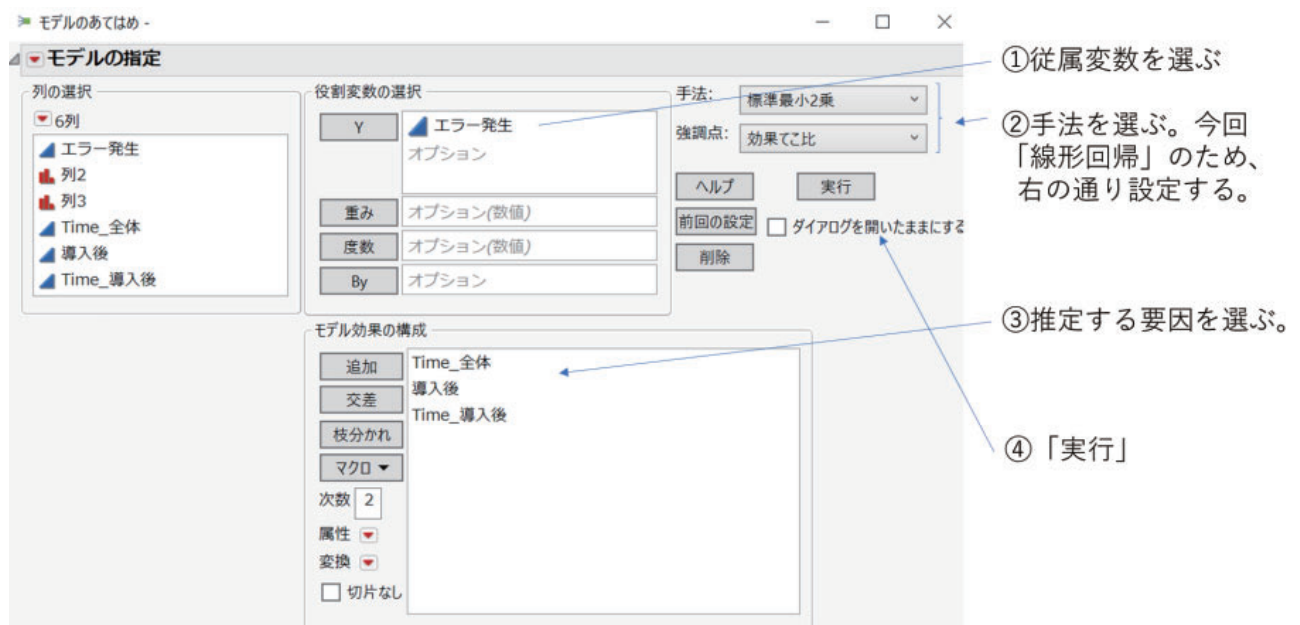 モデルのあてはめ -
モデルの指定
列の選択
6列
エラー発生
列2
列3
Time_全体
導入後
Time_導入後
役割変数の選択
Y
エラー発生
オプション
重み
オプション(数値)
度数
オプション(数値)
By
オプション
手法:
標準最小2乗
強調点:
効果てこ比
ヘルプ
実行
前回の設定
ダイアログを開いたままにする
削除
モデル効果の構成
追加
交差
枝分かれ
マクロ
次数 2
属性
変換
切片なし
Time_全体
導入後
Time_導入後
①従属変数を選ぶ
②手法を選ぶ。今回
「線形回帰」のため、
右の通り設定する。
③推定する要因を選ぶ。
④「実行」